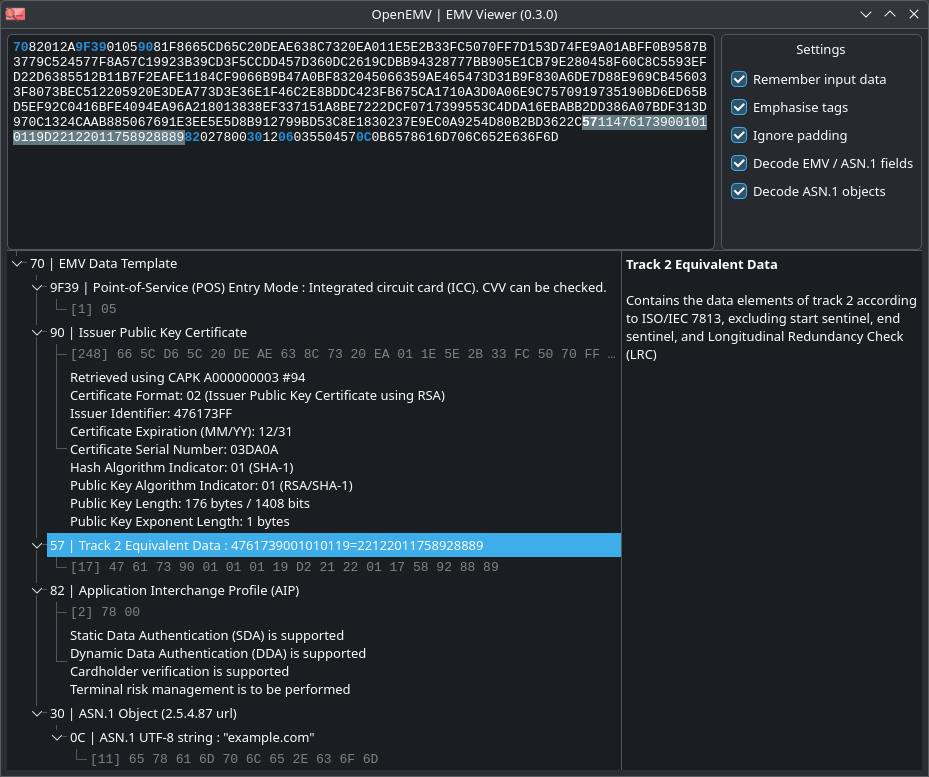 OpenEMV | EMV Viewer (0.3.0)
7082012A9F3901059081F8665CD65C20DEAE638C7320EA011E5E2B33FC5070FF7D153D74FE9A01ABFF0B9587B
3779C524577F8A57C19923B39CD3F5CCDD457D360DC2619CDBB94328777BB905E1CB79E280458F60C8C5593EF
D22D6385512B11B7F2EAFE1184CF9066B9B47A0BF832045066359AE465473D31B9F830A6DE7D88E969CB45603
3F8073BEC512205920E3DEA773D3E36E1F46C2E8BDDC423FB675CA1710A3D0A06E9C7570919735190BD6ED65B
D5EF92C0416BFE4094EA96A218013838EF337151A8BE7222DCF0717399553C4DDA16EBABB2DD386A07BDF313D
970C1324CAAB885067691E3EE5E5D8B912799BD53C8E1830237E9EC0A9254D80B2BD3622C5711476173900101
0119D2212201175892888982027800301206035504570C0B6578616D706C652E636F6D
Settings
Remember input data
Emphasise tags
Ignore padding
Decode EMV / ASN.1 fields
Decode ASN.1 objects
70 | EMV Data Template
9F39 | Point-of-Service (POS) Entry Mode : Integrated circuit card (ICC). CVV can be checked.
[1] 05
90 | Issuer Public Key Certificate
[248] 66 5C D6 5C 20 DE AE 63 8C 73 20 EA 01 1E 5E 2B 33 FC 50 70 FF …
Retrieved using CAPK A000000003 #94
Certificate Format: 02 (Issuer Public Key Certificate using RSA)
Issuer Identifier: 476173FF
Certificate Expiration (MM/YY): 12/31
Certificate Serial Number: 03DA0A
Hash Algorithm Indicator: 01 (SHA-1)
Public Key Algorithm Indicator: 01 (RSA/SHA-1)
Public Key Length: 176 bytes / 1408 bits
Public Key Exponent Length: 1 bytes
57 | Track 2 Equivalent Data : 4761739001010119=22122011758928889
[17] 47 61 73 90 01 01 01 19 D2 21 22 01 17 58 92 88 89
82 | Application Interchange Profile (AIP)
[2] 78 00
Static Data Authentication (SDA) is supported
Dynamic Data Authentication (DDA) is supported
Cardholder verification is supported
Terminal risk management is to be performed
30 | ASN.1 Object (2.5.4.87 url)
0C | ASN.1 UTF-8 string : "example.com"
[11] 65 78 61 6D 70 6C 65 2E 63 6F 6D
Track 2 Equivalent Data
Contains the data elements of track 2 according
to ISO/IEC 7813, excluding start sentinel, end
sentinel, and Longitudinal Redundancy Check
(LRC)